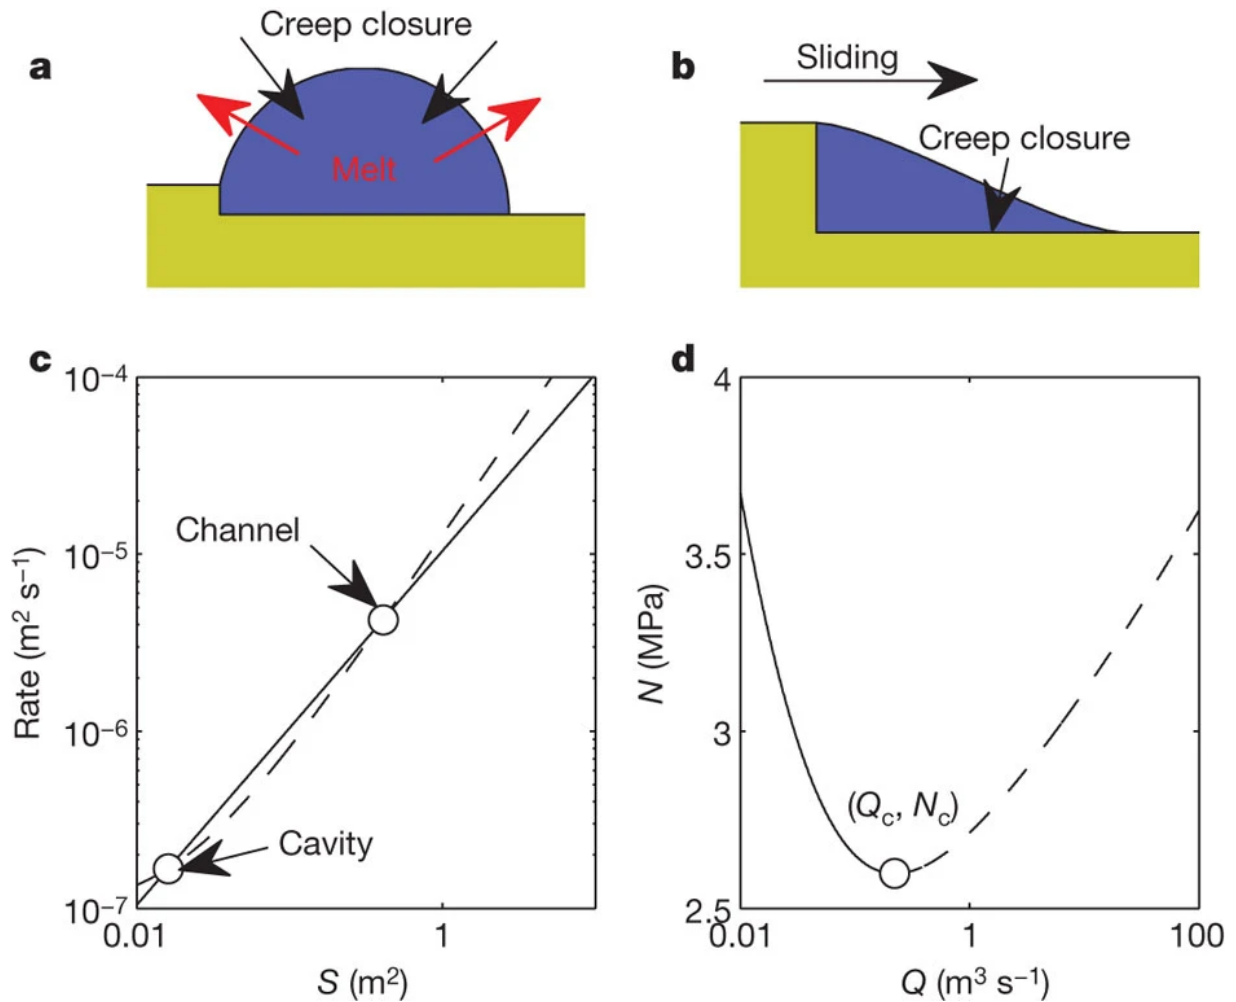 a
Creep closure
Melt
b
Sliding
Creep closure
c
10⁻⁴
10⁻⁵
10⁻⁶
10⁻⁷
Rate (m² s⁻¹)
Channel
Cavity
0.01
1
S (m²)
d
4
3.5
3
2.5
N (MPa)
(Qc, Nc)
0.01
1
100
Q (m³ s⁻¹)